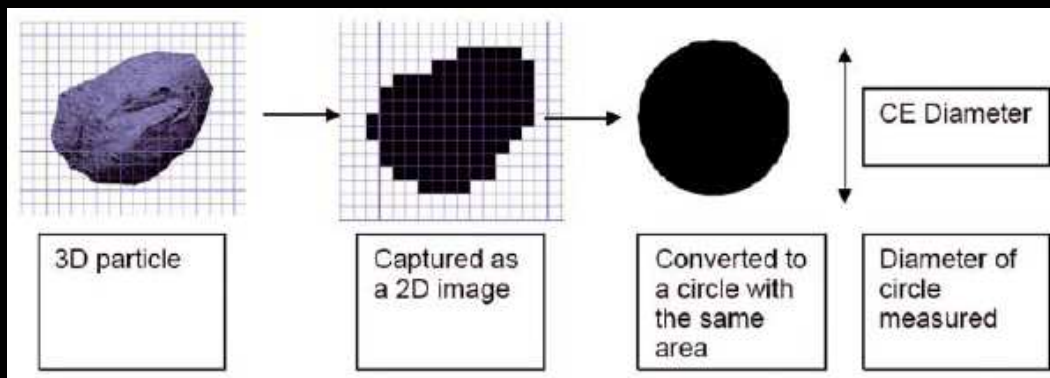 CE Diameter
3D particle
Captured as
a 2D image
Converted to
a circle with
the same
area
Diameter of
circle
measured